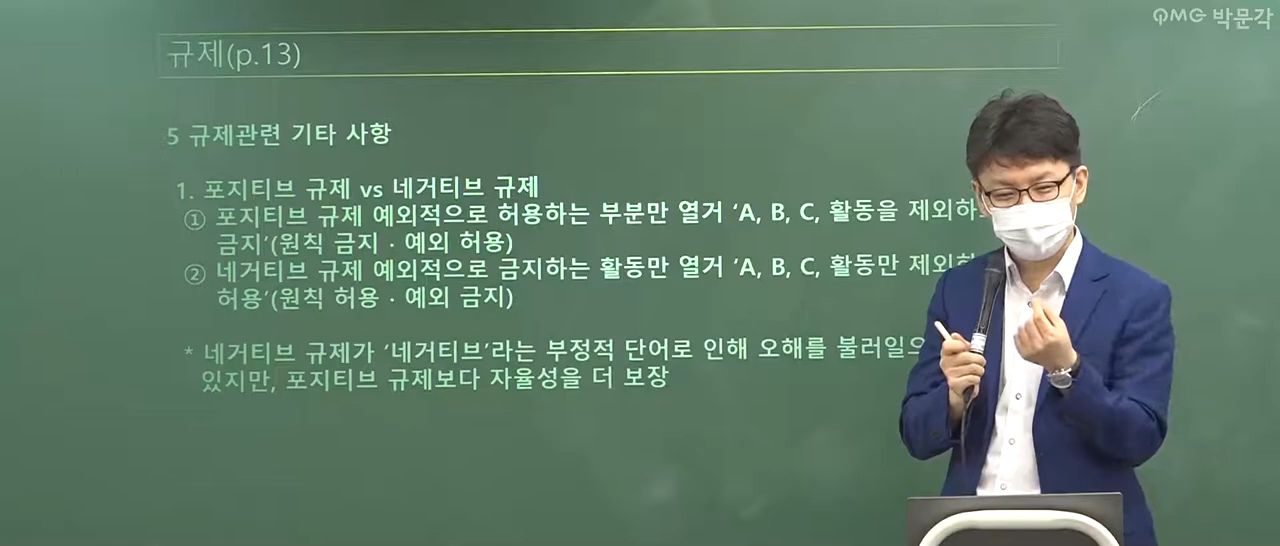 PMG 박문각
규제(p.13)
5 규제관련 기타 사항
1. 포지티브 규제 vs 네거티브 규제
① 포지티브 규제 예외적으로 허용하는 부분만 열거 ‘A, B, C, 활동을 제외하
금지’(원칙 금지 · 예외 허용)
② 네거티브 규제 예외적으로 금지하는 활동만 열거 ‘A, B, C, 활동만 제외하
허용’(원칙 허용 · 예외 금지)
* 네거티브 규제가 ‘네거티브’라는 부정적 단어로 인해 오해를 불러일으
있지만, 포지티브 규제보다 자율성을 더 보장